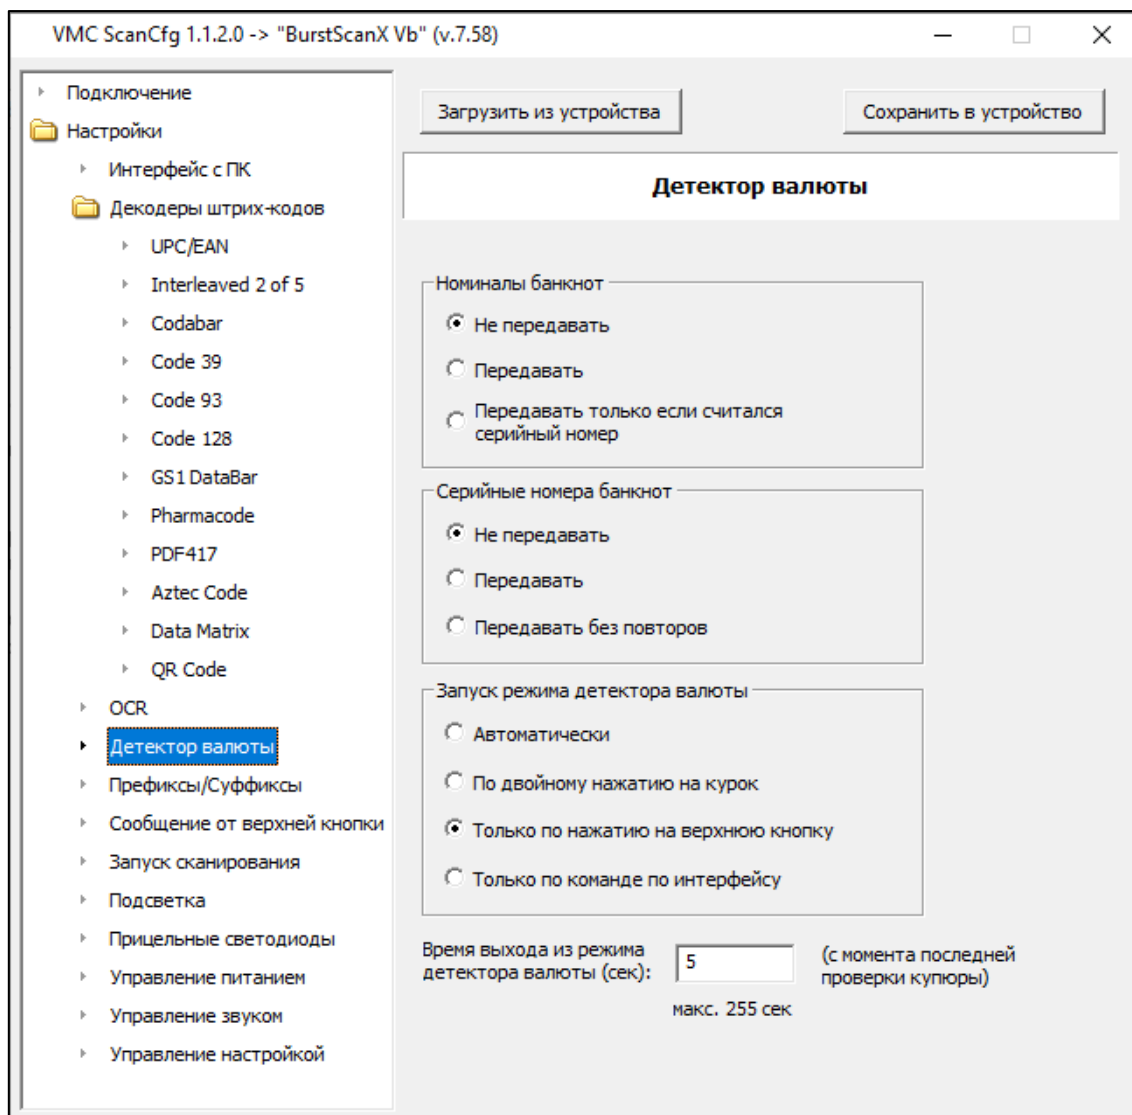 VMC ScanCfg 1.1.2.0 -> "BurstScanX Vb" (v.7.58)
Подключение
Настройки
Интерфейс с ПК
Декодеры штрих-кодов
UPC/EAN
Interleaved 2 of 5
Codabar
Code 39
Code 93
Code 128
GS1 DataBar
Pharmacode
PDF417
Aztec Code
Data Matrix
QR Code
OCR
Детектор валюты
Префиксы/Суффиксы
Сообщение от верхней кнопки
Запуск сканирования
Подсветка
Прицельные светодиоды
Управление питанием
Управление звуком
Управление настройкой
Загрузить из устройства
Сохранить в устройство
Детектор валюты
Номиналы банкнот
Не передавать
Передавать
Передавать только если считался
серийный номер
Серийные номера банкнот
Не передавать
Передавать
Передавать без повторов
Запуск режима детектора валюты
Автоматически
По двойному нажатию на курок
Только по нажатию на верхнюю кнопку
Только по команде по интерфейсу
Время выхода из режима
детектора валюты (сек):
5
(с момента последней
проверки купюры)
макс. 255 сек